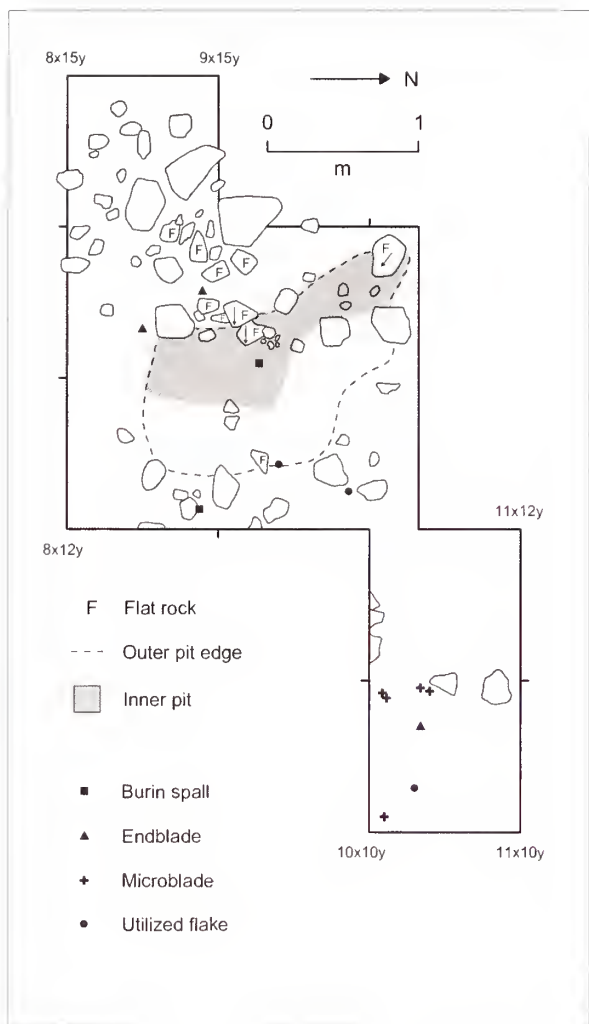 8x15y 9x15y
N
0 1
m
F
F
F
F
F
F
F
F
F
F
11x12y
8x12y
F Flat rock
Outer pit edge
Inner pit
Burin spall
Endblade
Microblade
Utilized flake
10x10y 11x10y